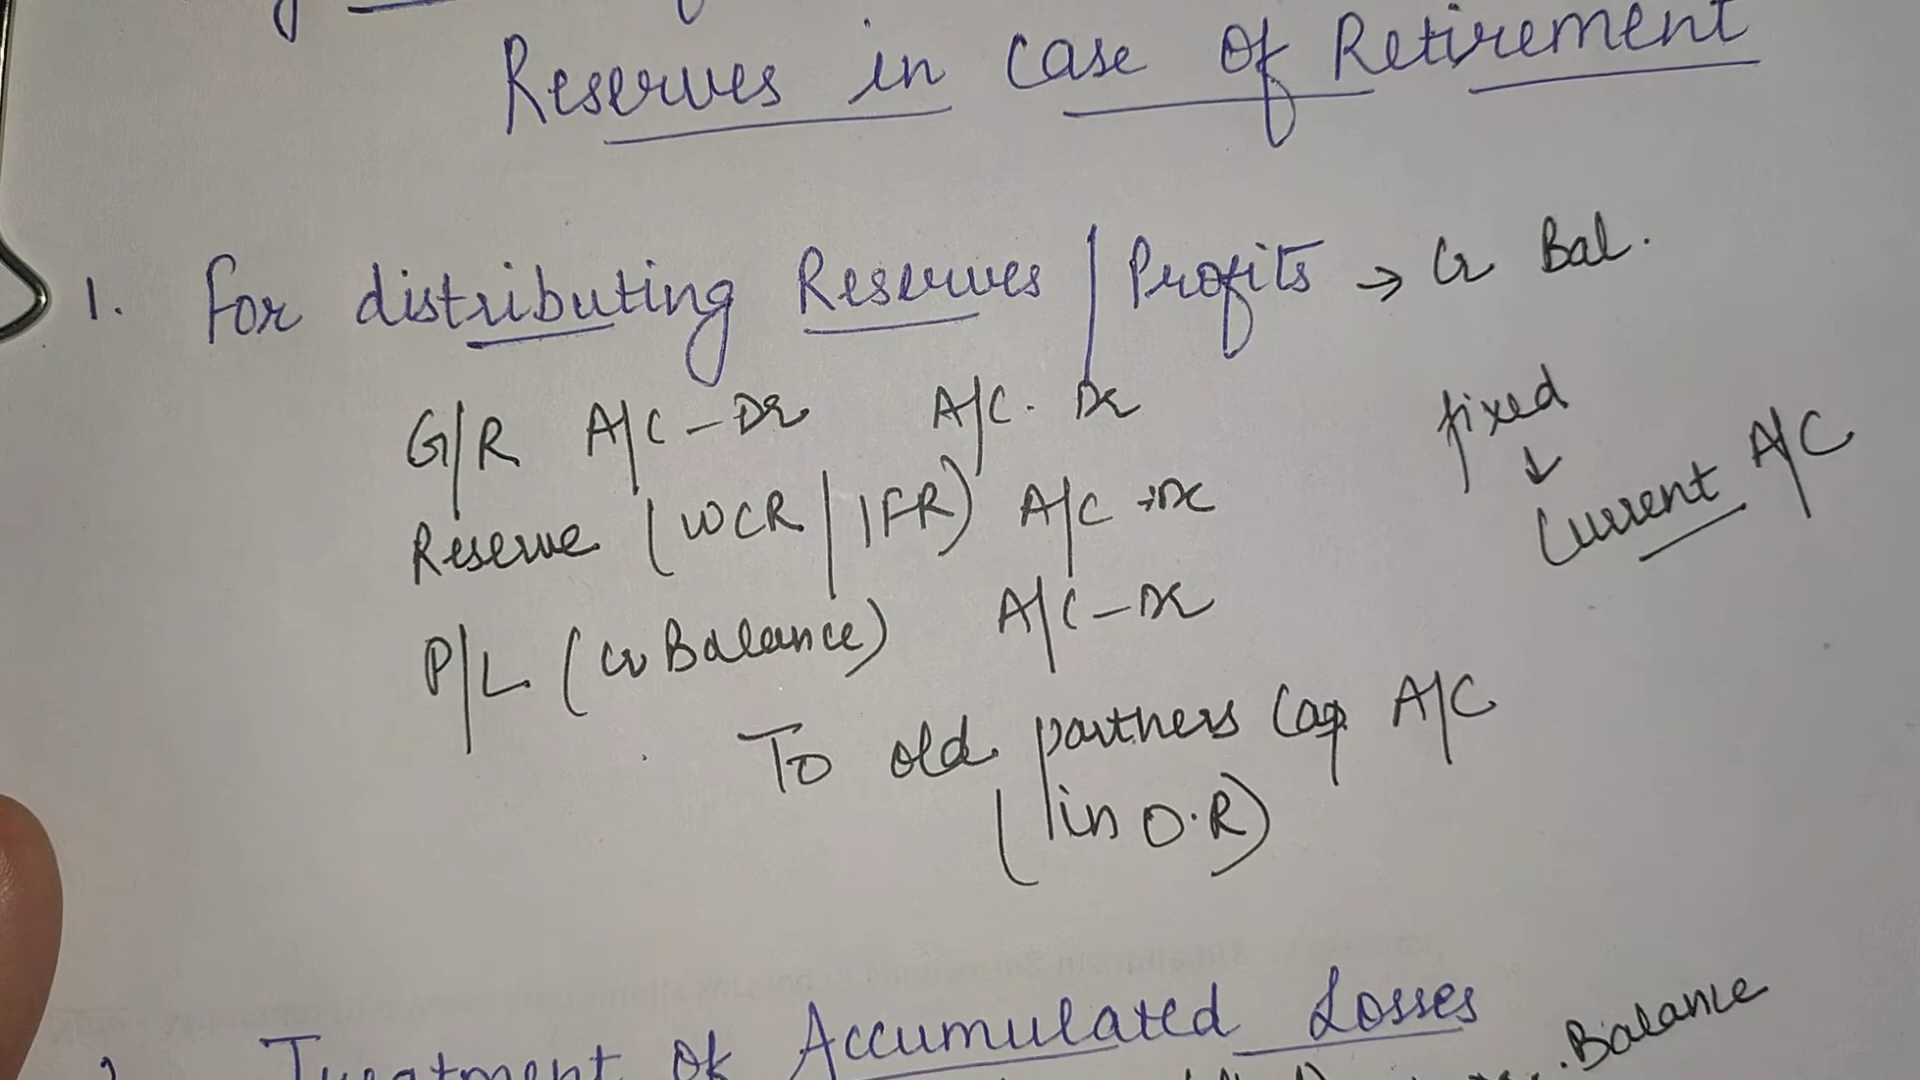 Reserves in case of Retirement
1. For distributing Reserves / Profits → Cr Bal.
G/R A/C - Dr A/C. Dr
fixed
↓
Current A/C
Reserve (WCR / IFR) A/C - Dr
P/L (Cr Balance) A/C - Dr
To old partners Cap A/C
(in O.R)
Treatment of Accumulated Losses
Balance